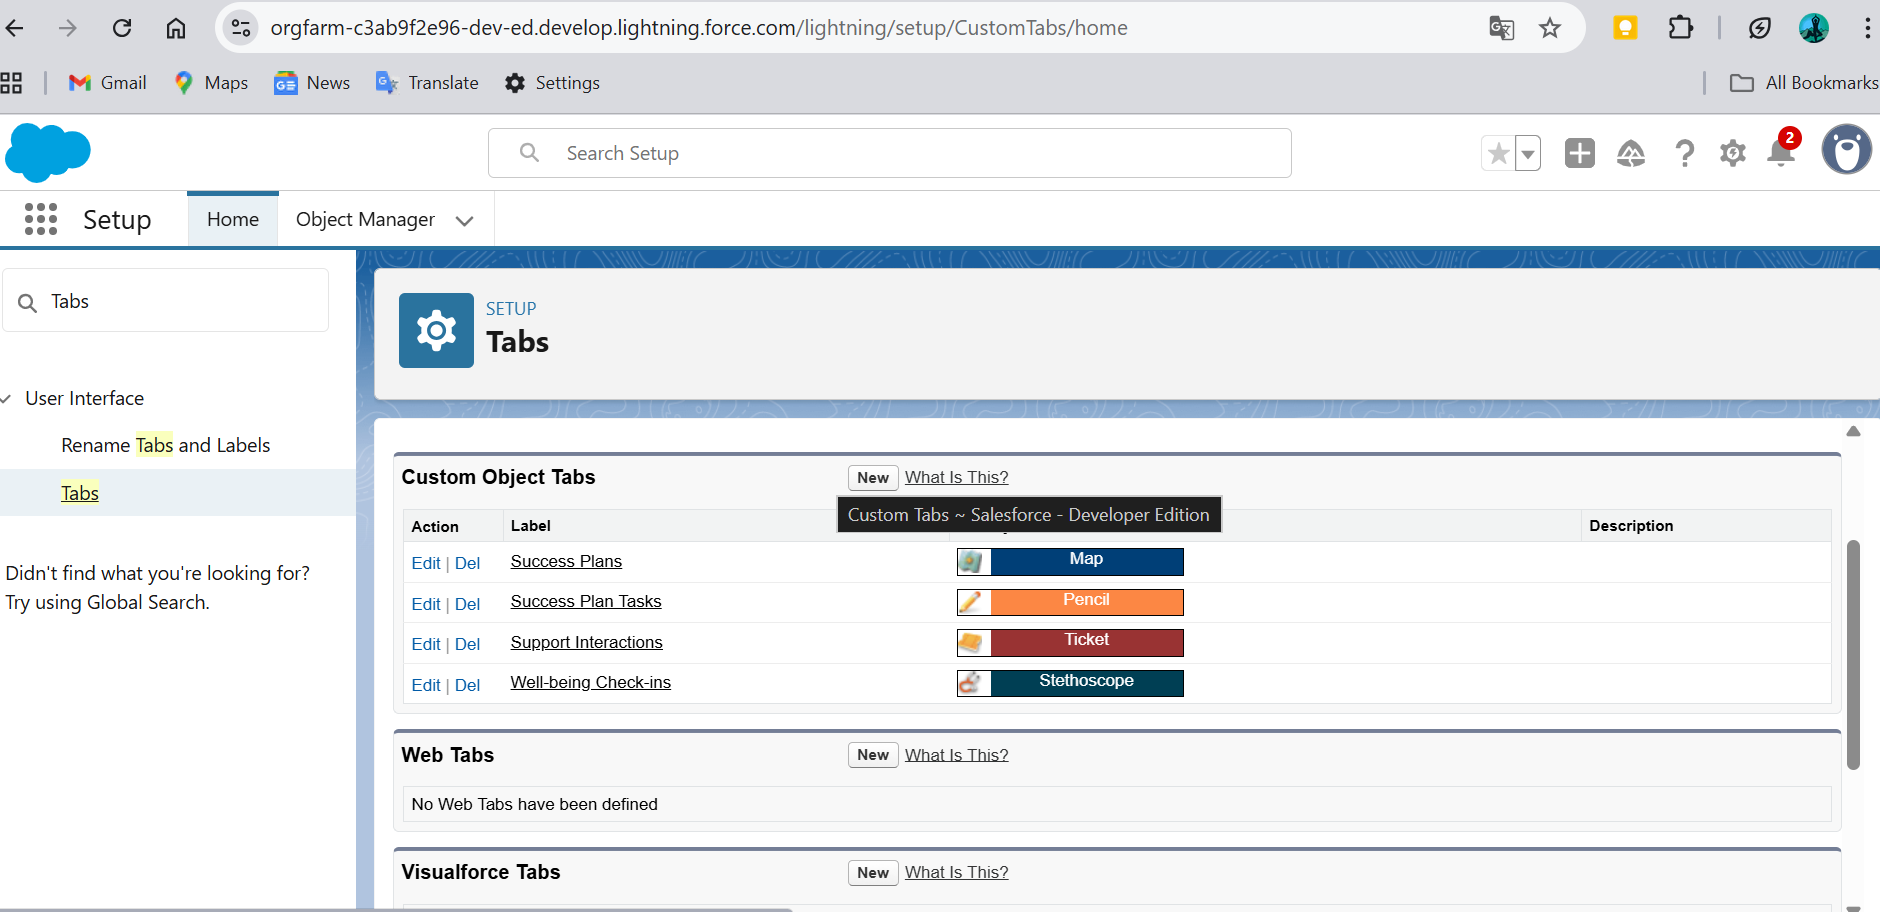 orgfarm-c3ab9f2e96-dev-ed.develop.lightning.force.com/lightning/setup/CustomTabs/home
Gmail Maps News Translate Settings All Bookmarks
Search Setup
2
Setup Home Object Manager
Tabs
User Interface
Rename Tabs and Labels
Tabs
Didn't find what you're looking for?
Try using Global Search.
SETUP
Tabs
Custom Object Tabs New What Is This?
Custom Tabs ~ Salesforce - Developer Edition
Action Label Description
Edit | Del Success Plans Map
Edit | Del Success Plan Tasks Pencil
Edit | Del Support Interactions Ticket
Edit | Del Well-being Check-ins Stethoscope
Web Tabs New What Is This?
No Web Tabs have been defined
Visualforce Tabs New What Is This?